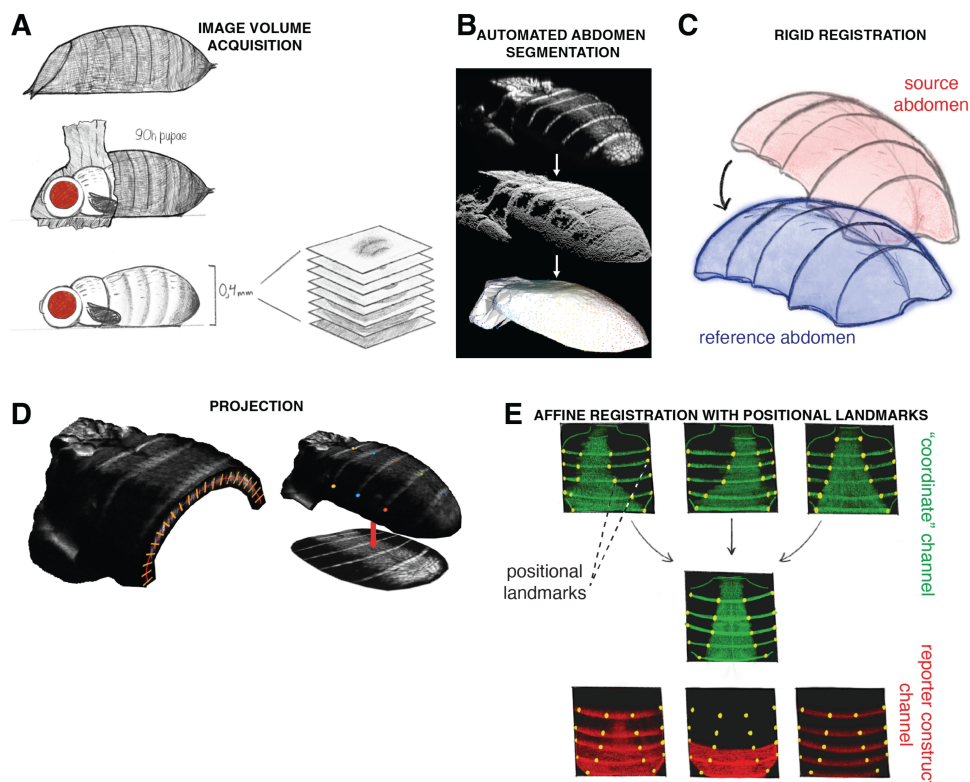 A
IMAGE VOLUME
ACQUISITION
90h pupae
0,4mm
B
AUTOMATED ABDOMEN
SEGMENTATION
C
RIGID REGISTRATION
source
abdomen
reference abdomen
D
PROJECTION
E
AFFINE REGISTRATION WITH POSITIONAL LANDMARKS
“coordinate” channel
positional
landmarks
reporter construct
channel